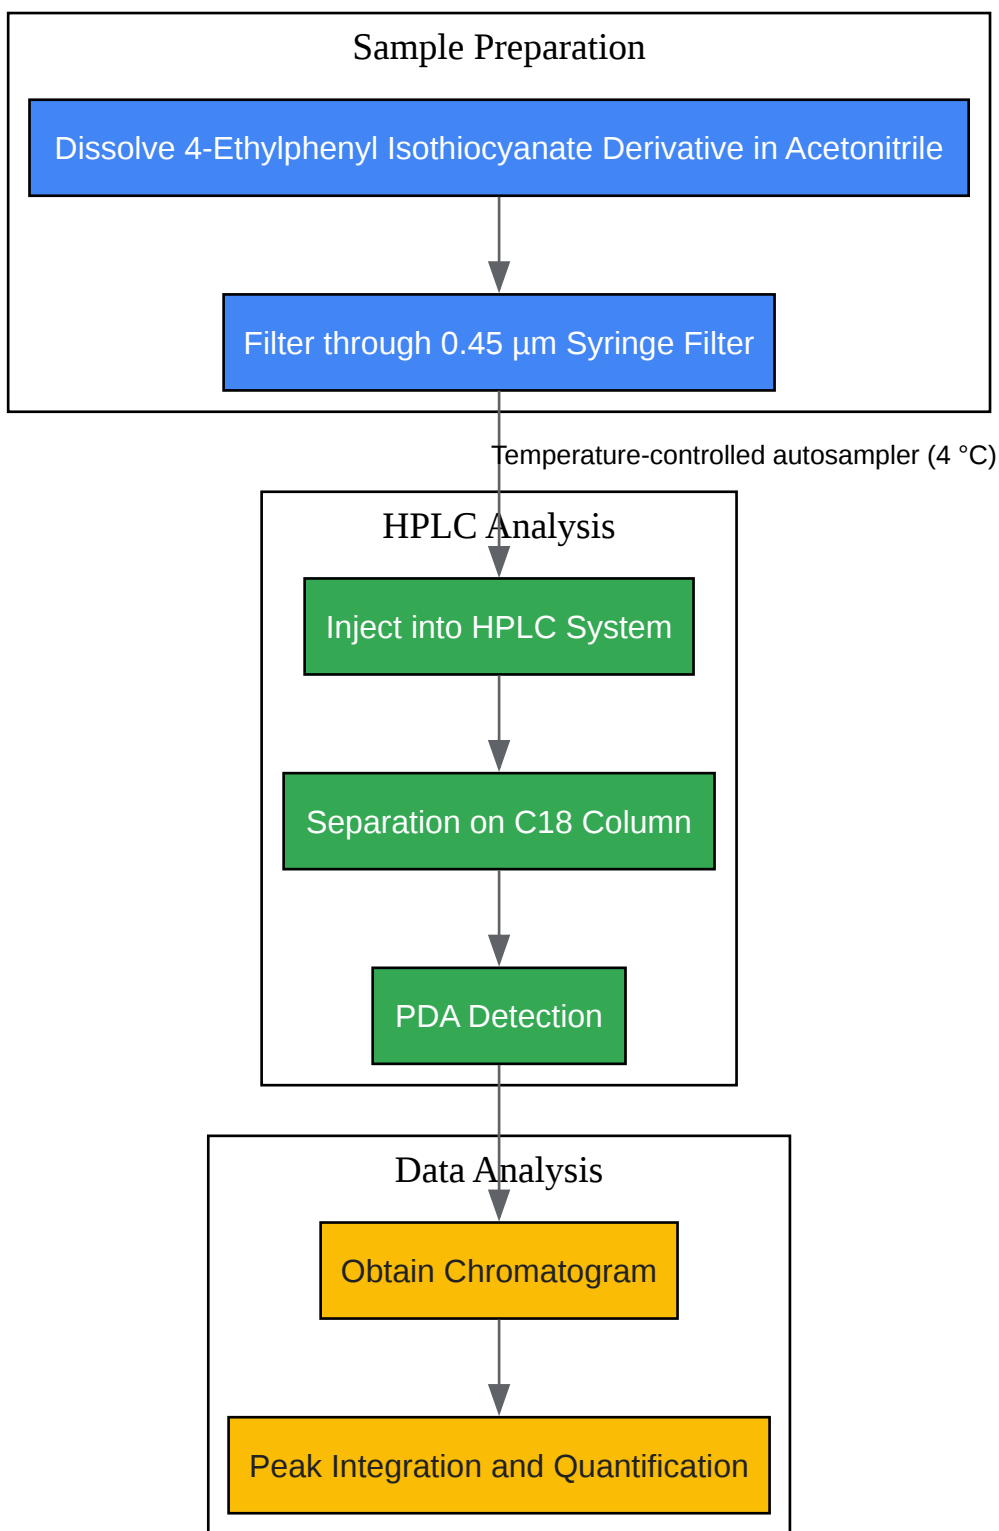 Sample Preparation
Dissolve 4-Ethylphenyl Isothiocyanate Derivative in Acetonitrile
Filter through 0.45 µm Syringe Filter
Temperature-controlled autosampler (4 °C)
HPLC Analysis
Inject into HPLC System
Separation on C18 Column
PDA Detection
Data Analysis
Obtain Chromatogram
Peak Integration and Quantification